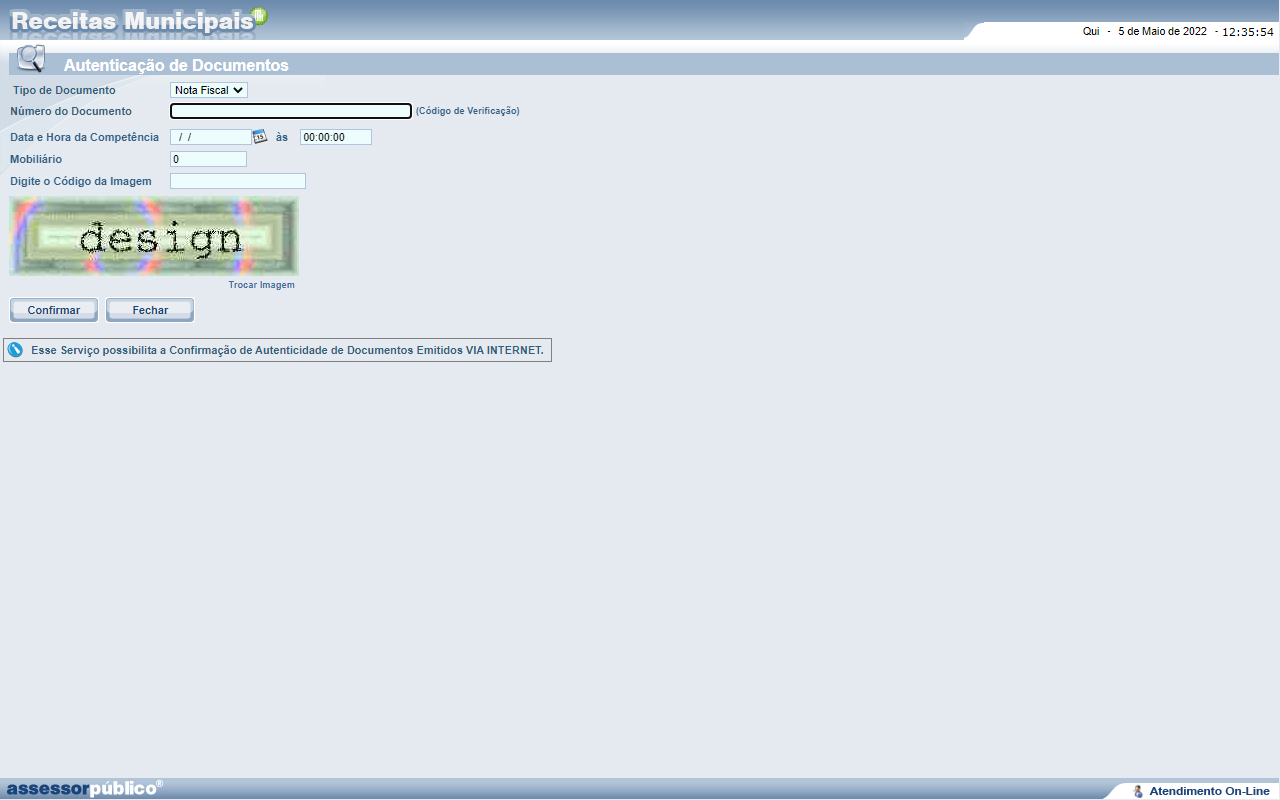 Receitas Municipais
Qui - 5 de Maio de 2022 - 12:35:54
Autenticação de Documentos
Tipo de Documento Nota Fiscal
Número do Documento (Código de Verificação)
Data e Hora da Competência / / 15 às 00:00:00
Mobiliário 0
Digite o Código da Imagem
design
Trocar Imagem
Confirmar Fechar
Esse Serviço possibilita a Confirmação de Autenticidade de Documentos Emitidos VIA INTERNET.
assessorpúblico® Atendimento On-Line